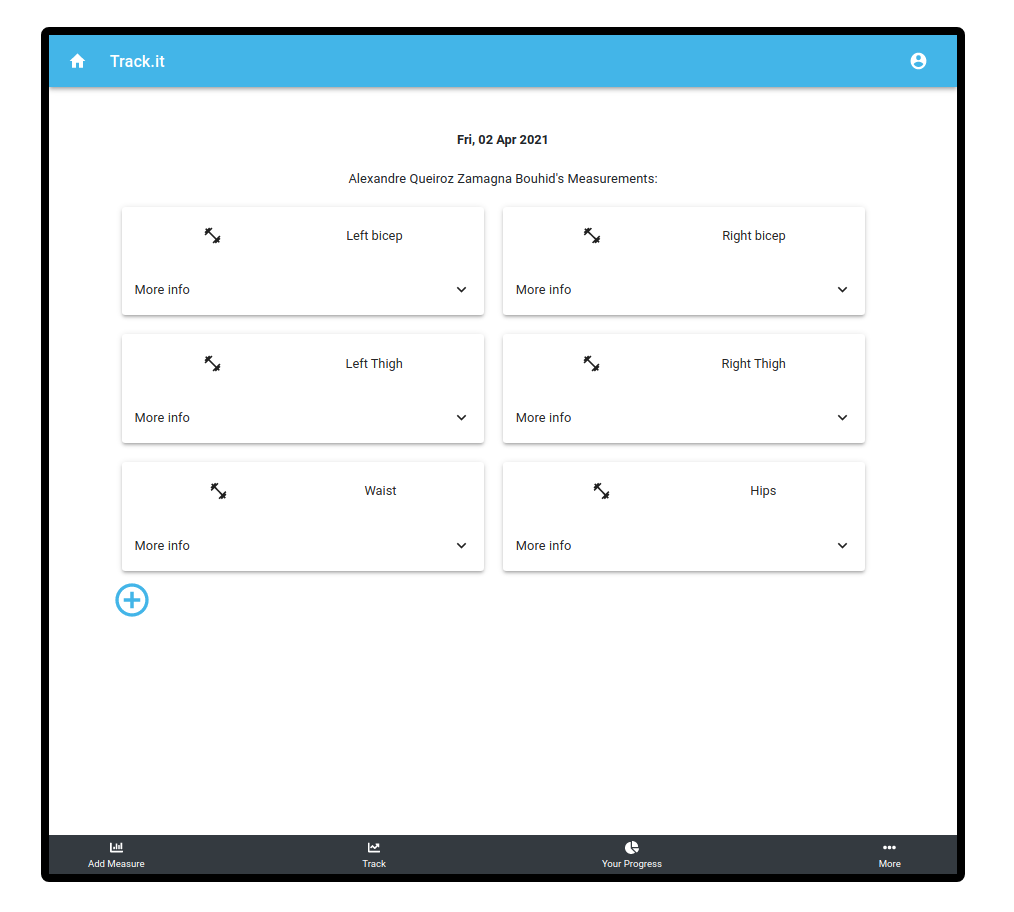 Track.it
Fri, 02 Apr 2021
Alexandre Queiroz Zamagna Bouhid's Measurements:
Left bicep
Right bicep
More info
More info
Left Thigh
Right Thigh
More info
More info
Waist
Hips
More info
More info
Add Measure
Track
Your Progress
More